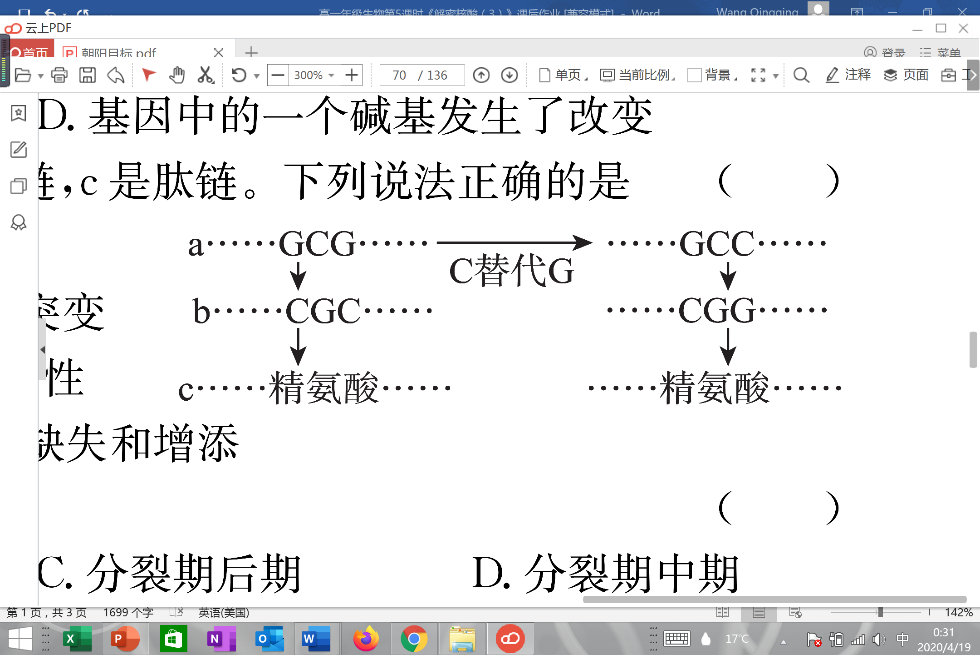 高一年级生物第5课时《解密核酸（3）》课后作业 [兼容模式] - Word Wang Qingqing
云上PDF
首页 朝阳目标.pdf 登录 菜单
300% 70 / 136 单页 当前比例 背景 注释 页面
D. 基因中的一个碱基发生了改变
链,c 是肽链。下列说法正确的是 （ ）
a……GCG…… ……GCC……
C替代G
b……CGC…… ……CGG……
突变
性
c……精氨酸…… ……精氨酸……
缺失和增添
（ ）
C. 分裂期后期 D. 分裂期中期
第 1 页，共 3 页 1699 个字 英语(美国) 142%
17℃ 中 0:31
2020/4/19